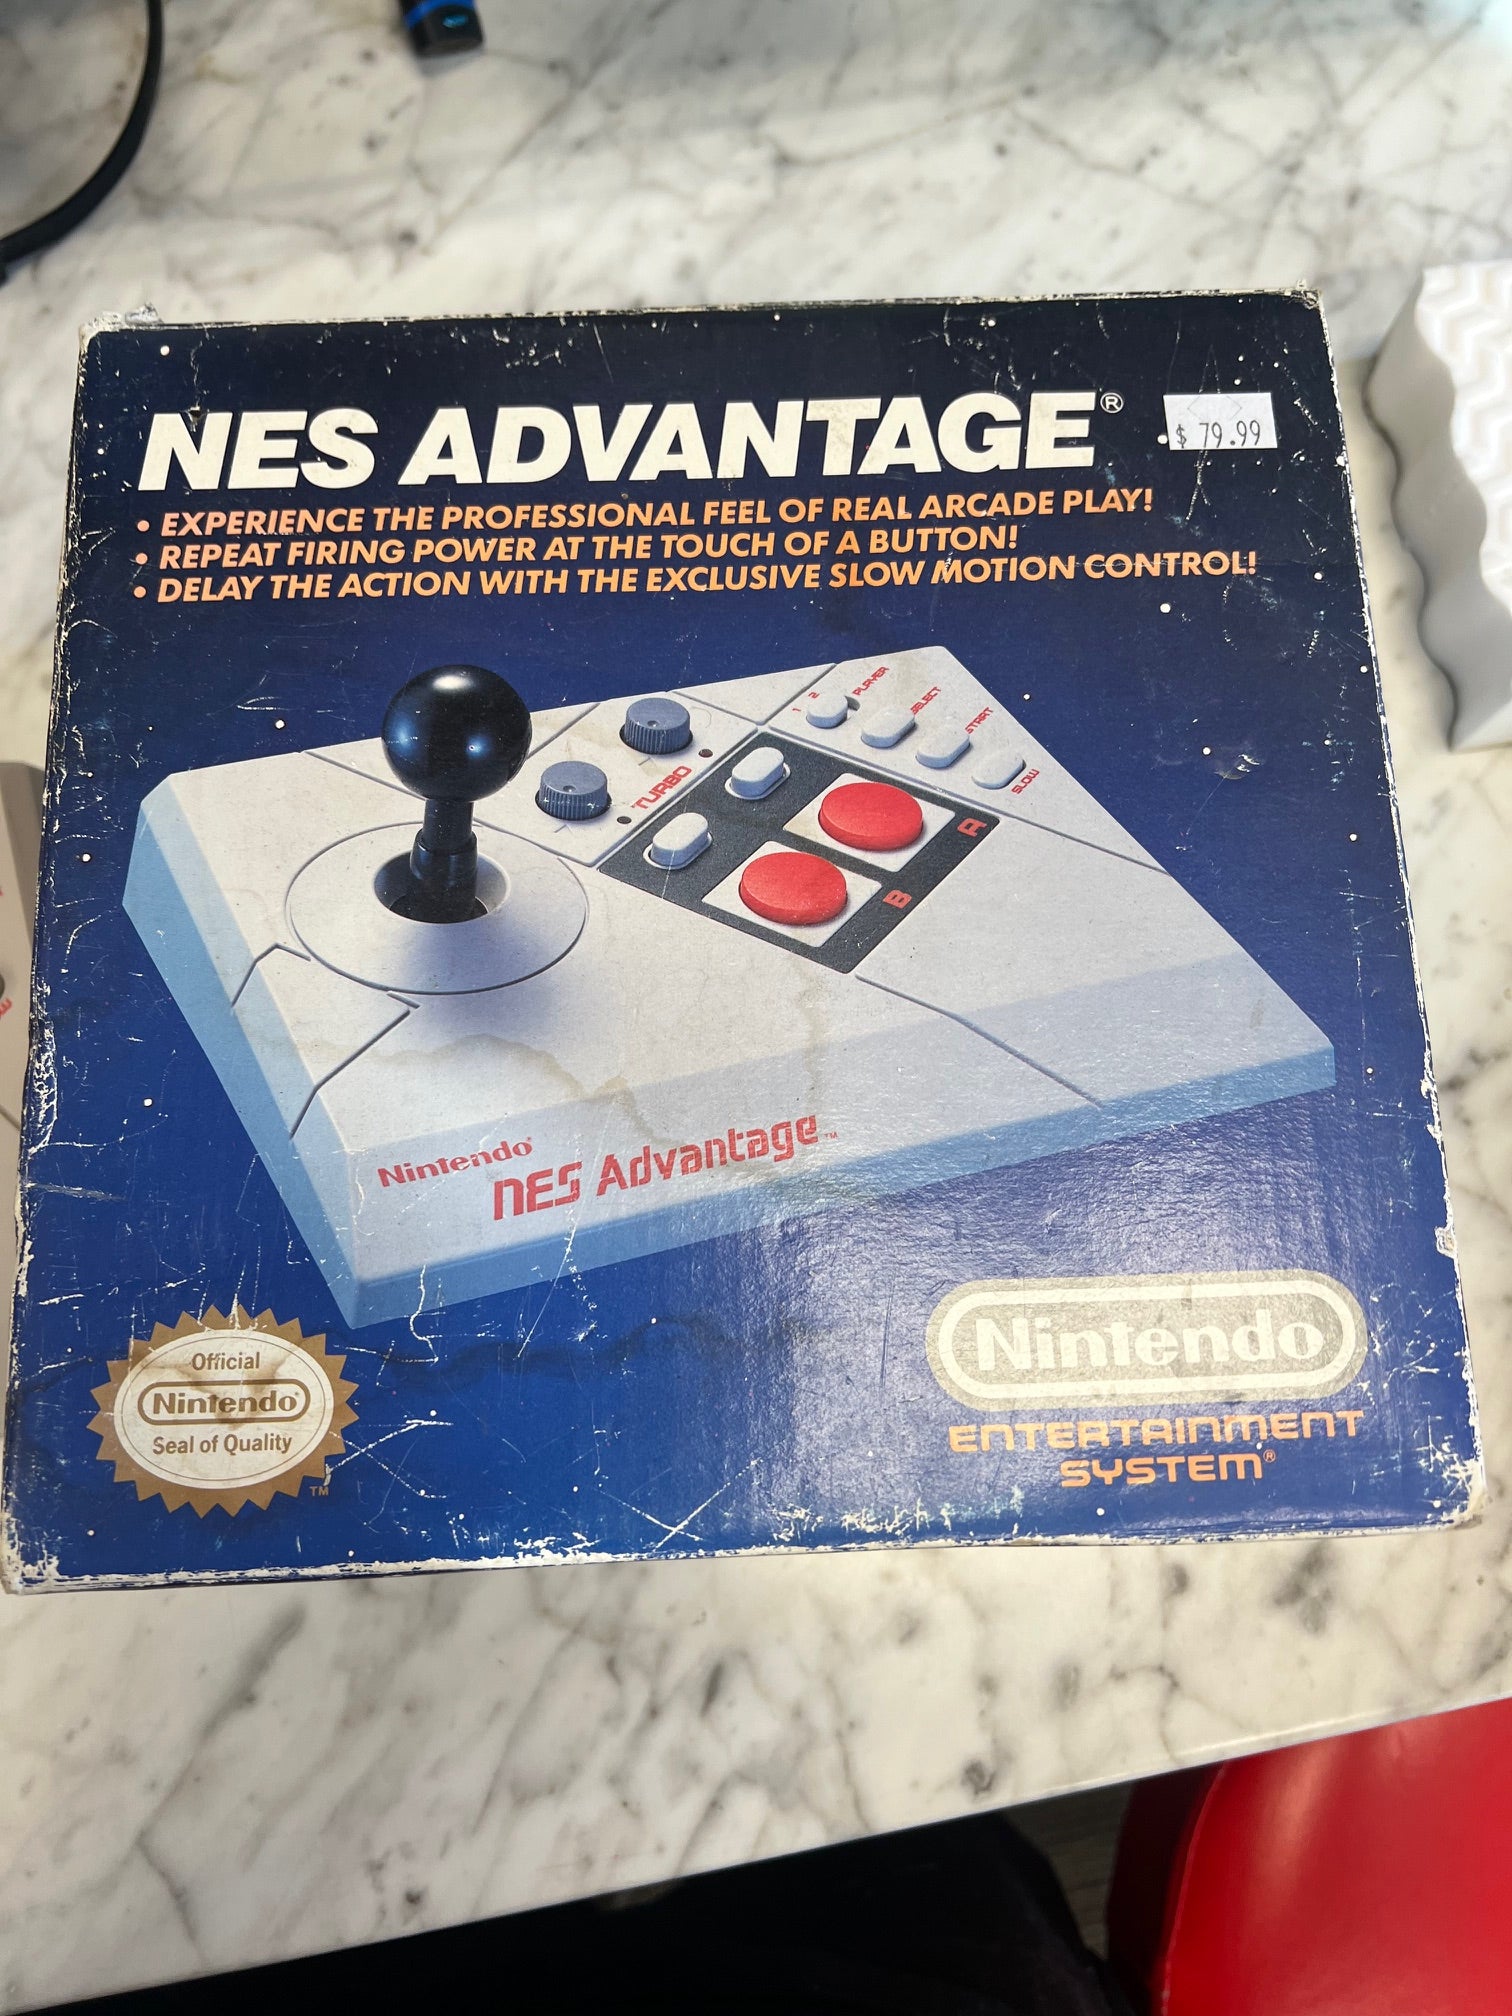 NES ADVANTAGE®
$ 79.99
• EXPERIENCE THE PROFESSIONAL FEEL OF REAL ARCADE PLAY!
• REPEAT FIRING POWER AT THE TOUCH OF A BUTTON!
• DELAY THE ACTION WITH THE EXCLUSIVE SLOW MOTION CONTROL!
1 2 PLAYER
SELECT
START
SLOW
TURBO
A
B
Nintendo®
NES Advantage™
Official
Nintendo®
Seal of Quality
TM
Nintendo
ENTERTAINMENT
SYSTEM®